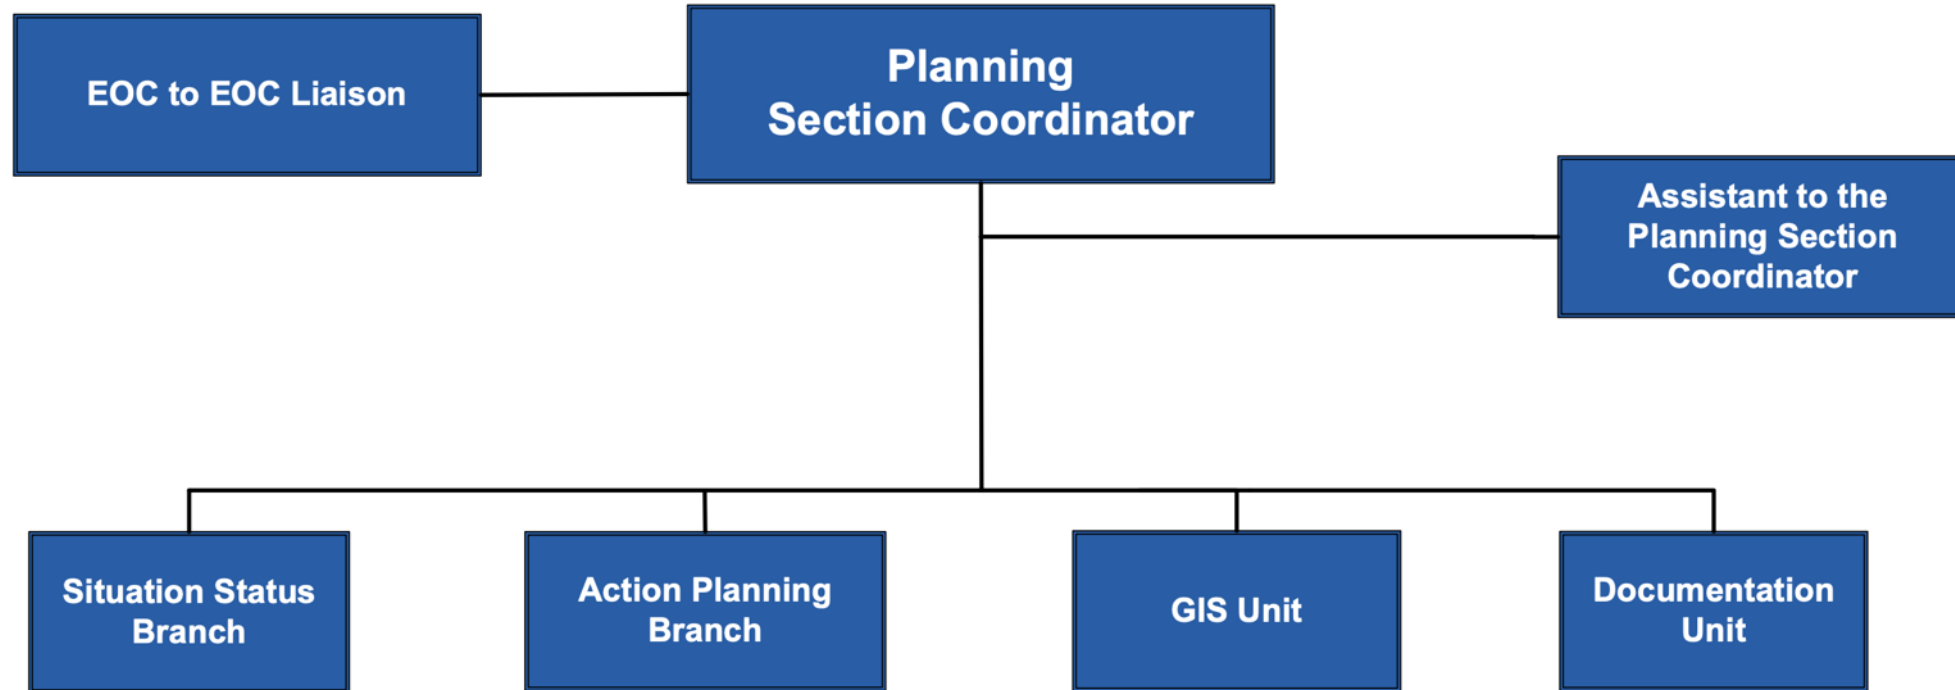 EOC to EOC Liaison
Planning
Section Coordinator
Assistant to the
Planning Section
Coordinator
Situation Status
Branch
Action Planning
Branch
GIS Unit
Documentation
Unit